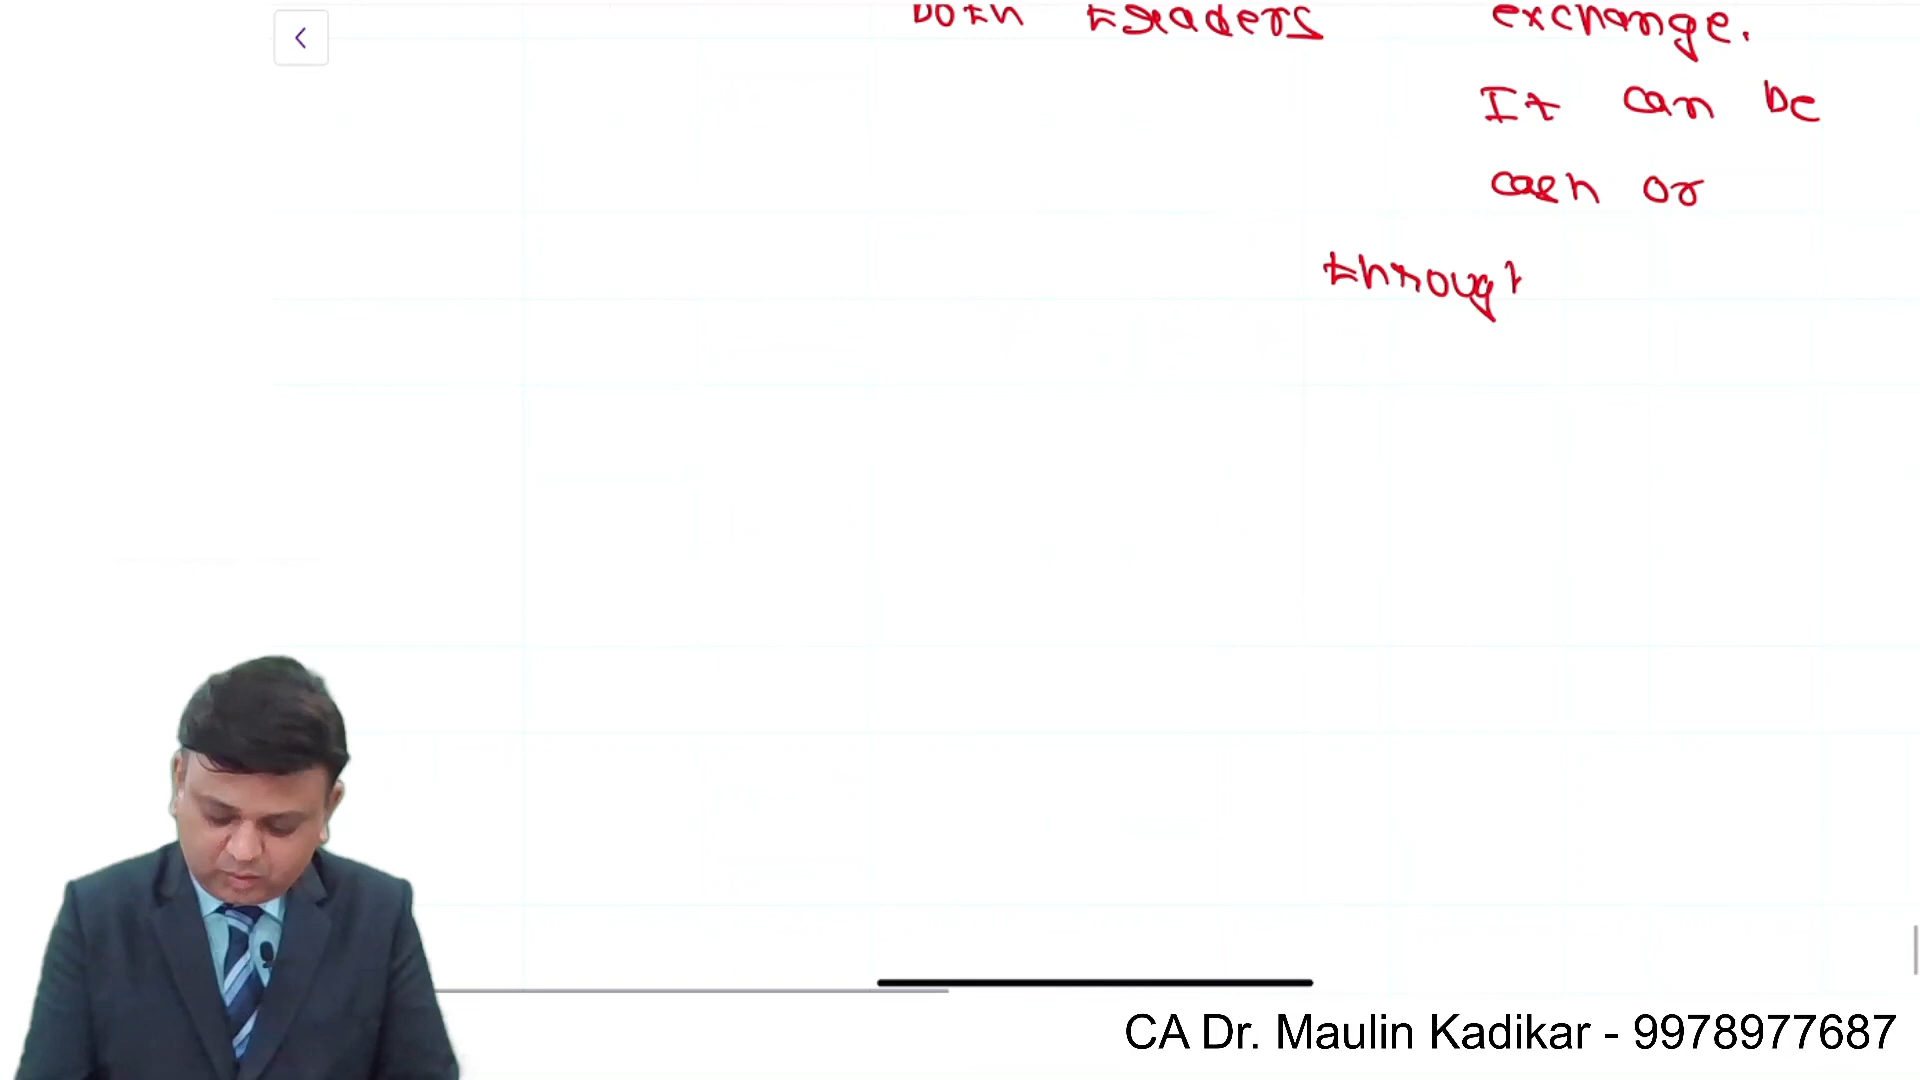 both traders exchange.
It can be
cash or
through
CA Dr. Maulin Kadikar - 9978977687